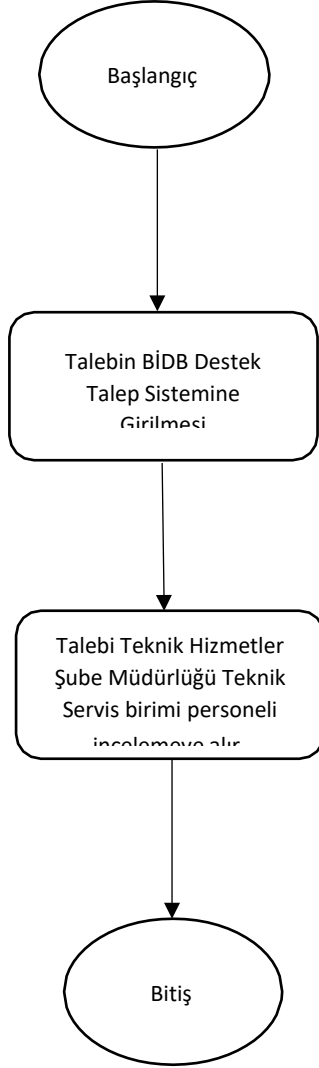 Başlangıç
Talebin BİDB Destek
Talep Sistemine
Girilmesi
Talebi Teknik Hizmetler
Şube Müdürlüğü Teknik
Servis birimi personeli
incelemeye alır
Bitiş